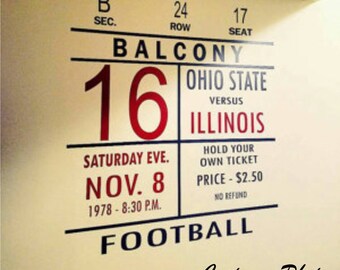 B 24 17
SEC. ROW SEAT
BALCONY
16
OHIO STATE
VERSUS
ILLINOIS
SATURDAY EVE.
NOV. 8
1978 - 8:30 P.M.
HOLD YOUR
OWN TICKET
PRICE - $2.50
NO REFUND
FOOTBALL